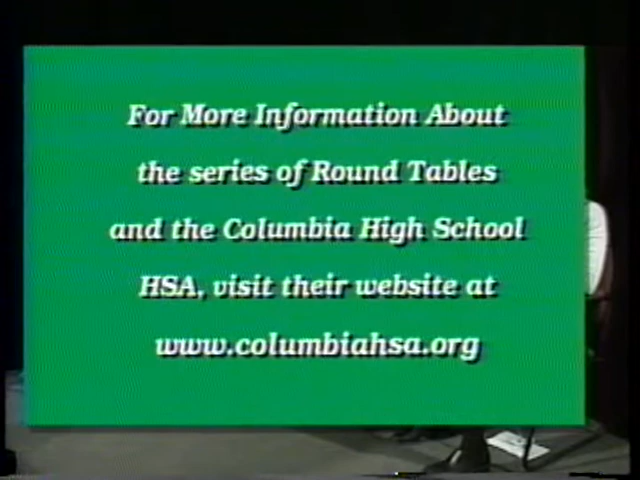 For More Information About
the series of Round Tables
and the Columbia High School
HSA, visit their website at
www.columbiahsa.org